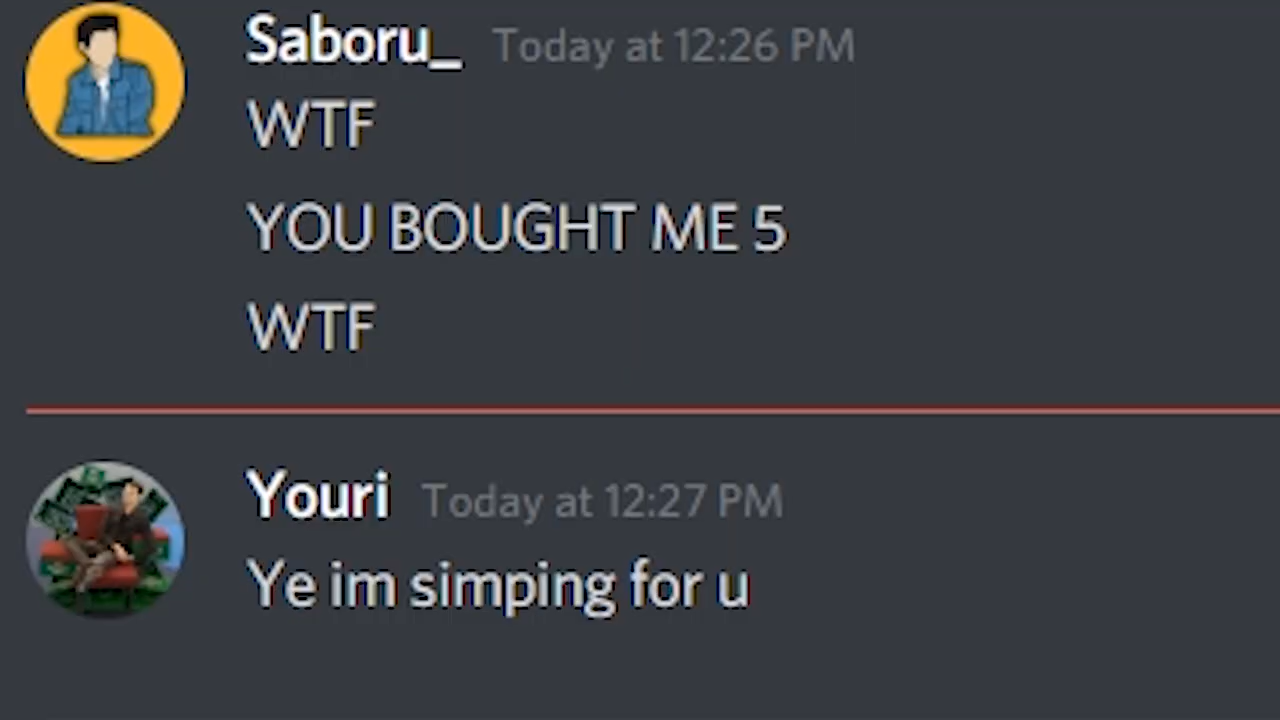 Saboru_ Today at 12:26 PM
WTF
YOU BOUGHT ME 5
WTF
Youri Today at 12:27 PM
Ye im simping for u